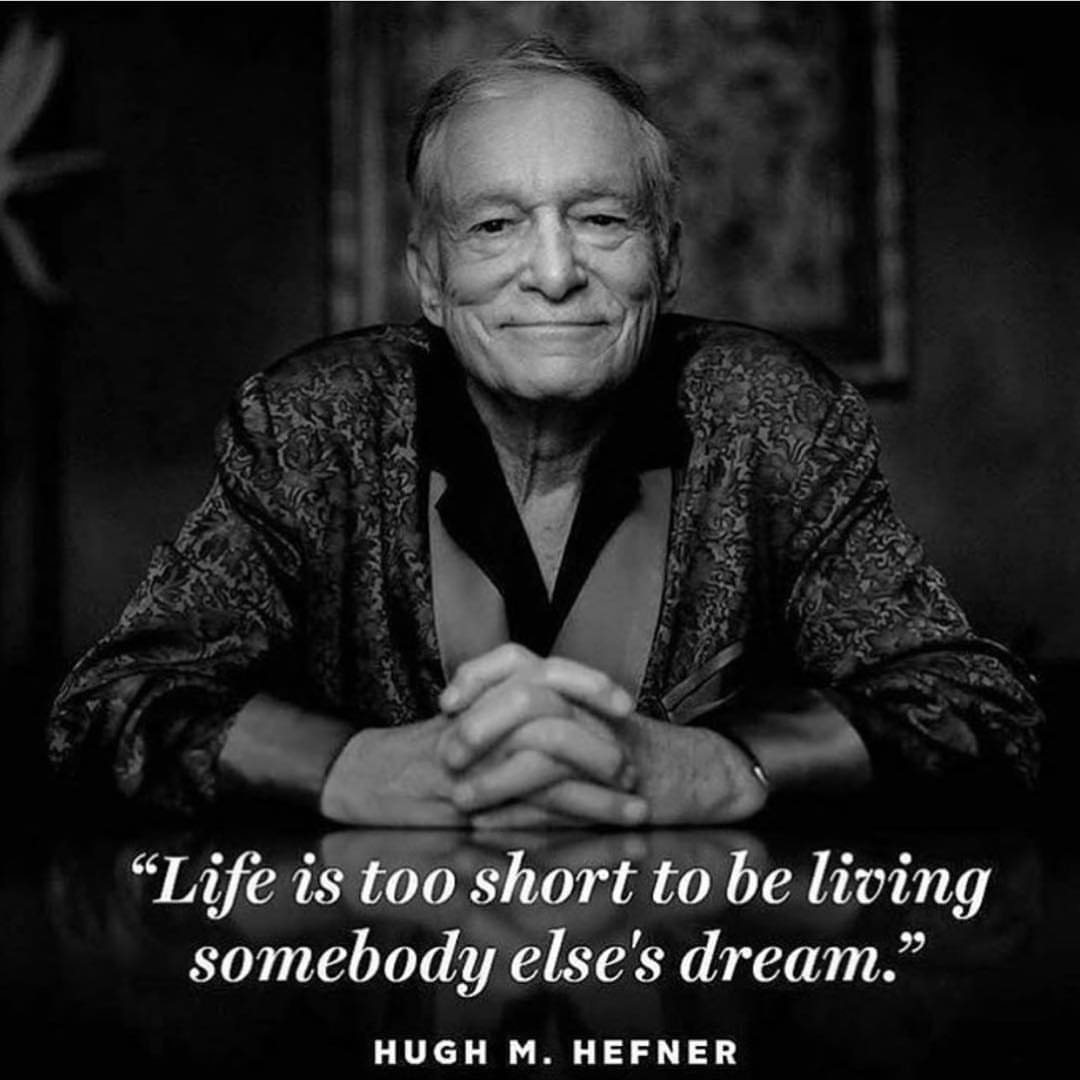 “Life is too short to be living
somebody else's dream.”
HUGH M. HEFNER